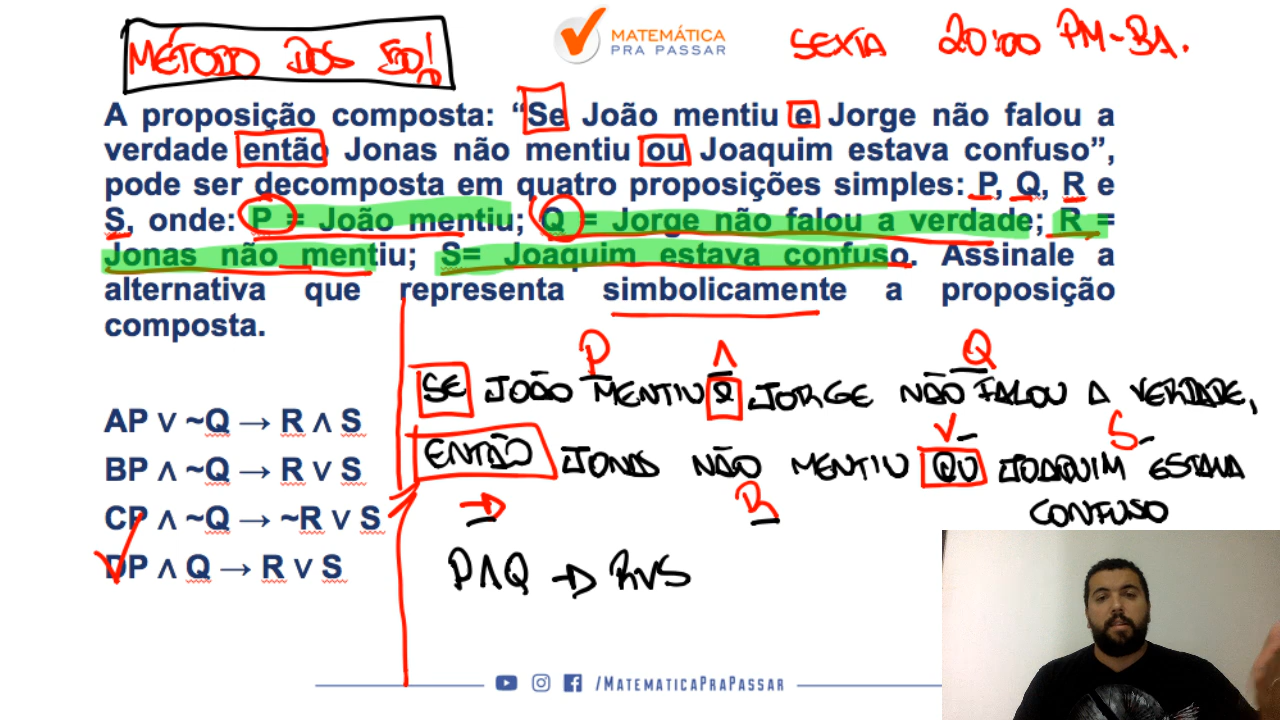 MÉTODO DOS 50!
MATEMÁTICA
PRA PASSAR
SEXTA 20:00 PM-BA.
A proposição composta: “Se João mentiu e Jorge não falou a
verdade então Jonas não mentiu ou Joaquim estava confuso”,
pode ser decomposta em quatro proposições simples: P, Q, R e
S, onde: P = João mentiu; Q = Jorge não falou a verdade; R =
Jonas não mentiu; S= Joaquim estava confuso. Assinale a
alternativa que representa simbolicamente a proposição
composta.
AP ∨ ~Q → R ∧ S
BP ∧ ~Q → R ∨ S
CP ∧ ~Q → ~R ∨ S
DP ∧ Q → R ∨ S
P ∧ Q
SE JOÃO MENTIU e JORGE NÃO FALOU A VERDADE,
V S
ENTÃO JONAS NÃO MENTIU OU JOAQUIM ESTAVA
CONFUSO
→ R
P∧Q → R∨S
/MatematicaPraPassar